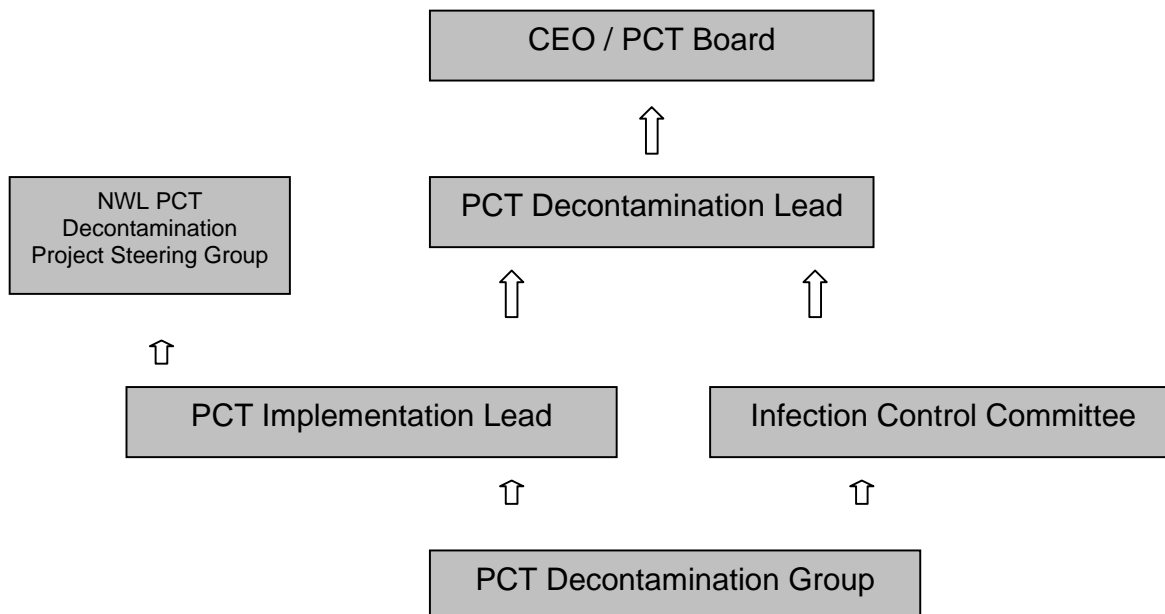 CEO / PCT Board
NWL PCT
Decontamination
Project Steering Group
PCT Decontamination Lead
PCT Implementation Lead
Infection Control Committee
PCT Decontamination Group